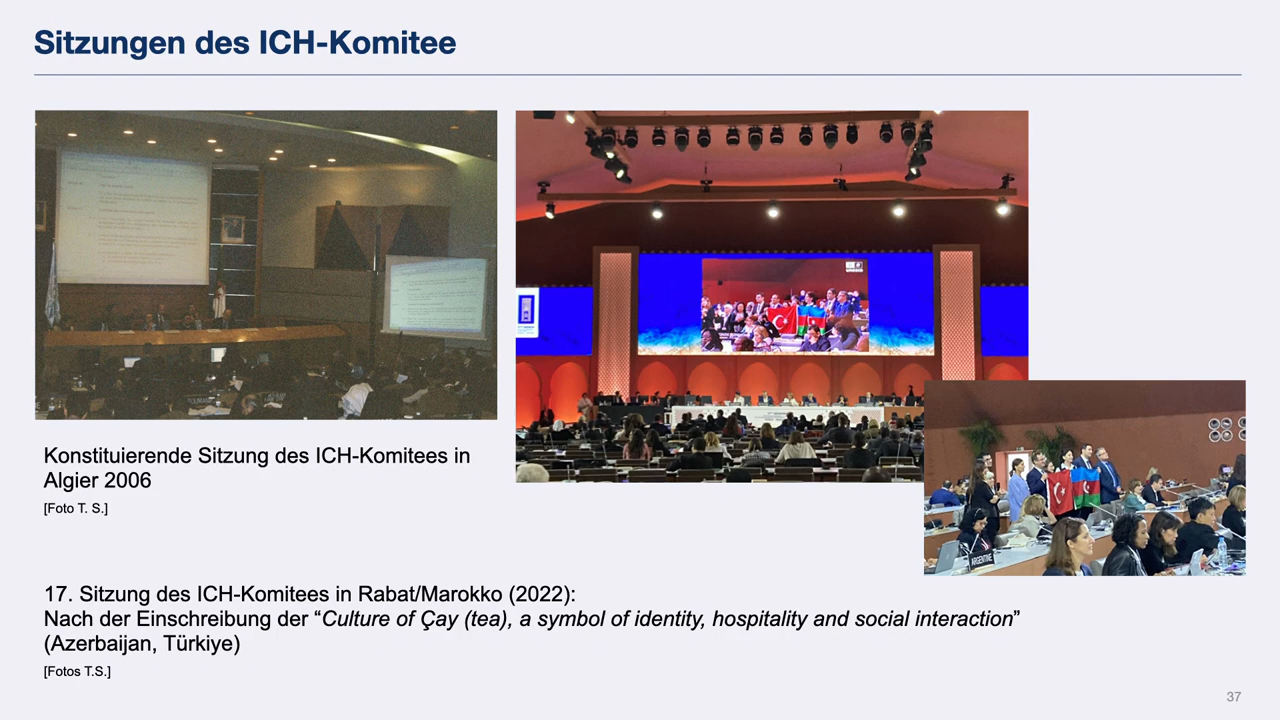 Sitzungen des ICH-Komitee
UNESCO
ARGENTINE
Konstituierende Sitzung des ICH-Komitees in
Algier 2006
[Foto T. S.]
17. Sitzung des ICH-Komitees in Rabat/Marokko (2022):
Nach der Einschreibung der “Culture of Çay (tea), a symbol of identity, hospitality and social interaction”
(Azerbaijan, Türkiye)
[Fotos T.S.]
37